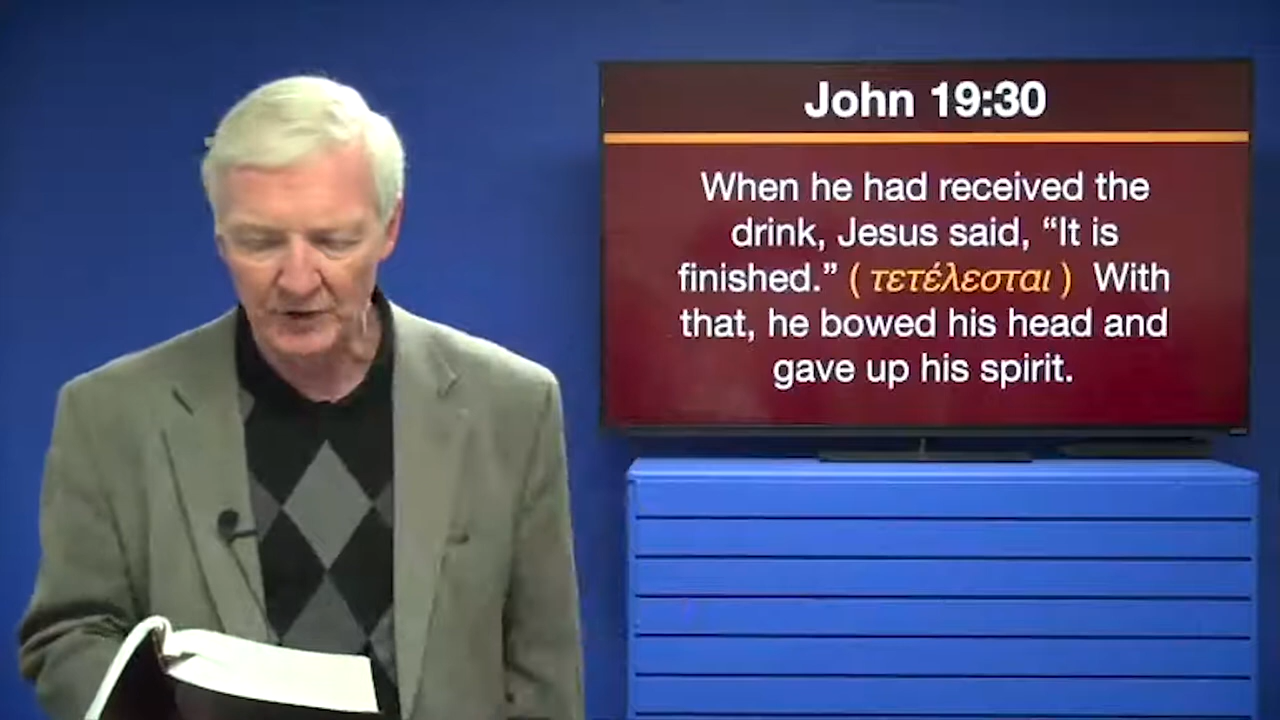 John 19:30
When he had received the
drink, Jesus said, “It is
finished.” ( τετέλεσται )  With
that, he bowed his head and
gave up his spirit.